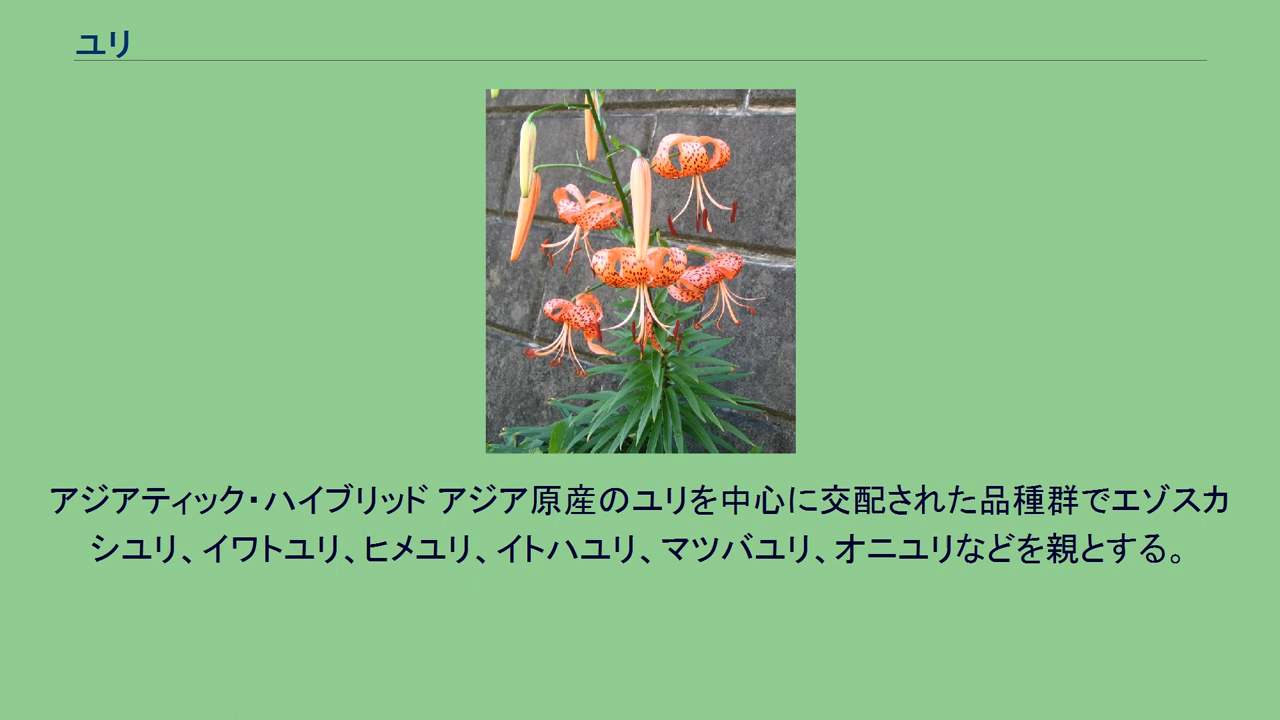 ユリ
アジアティック・ハイブリッド アジア原産のユリを中心に交配された品種群でエゾスカ
シユリ、イワトユリ、ヒメユリ、イトハユリ、マツバユリ、オニユリなどを親とする。